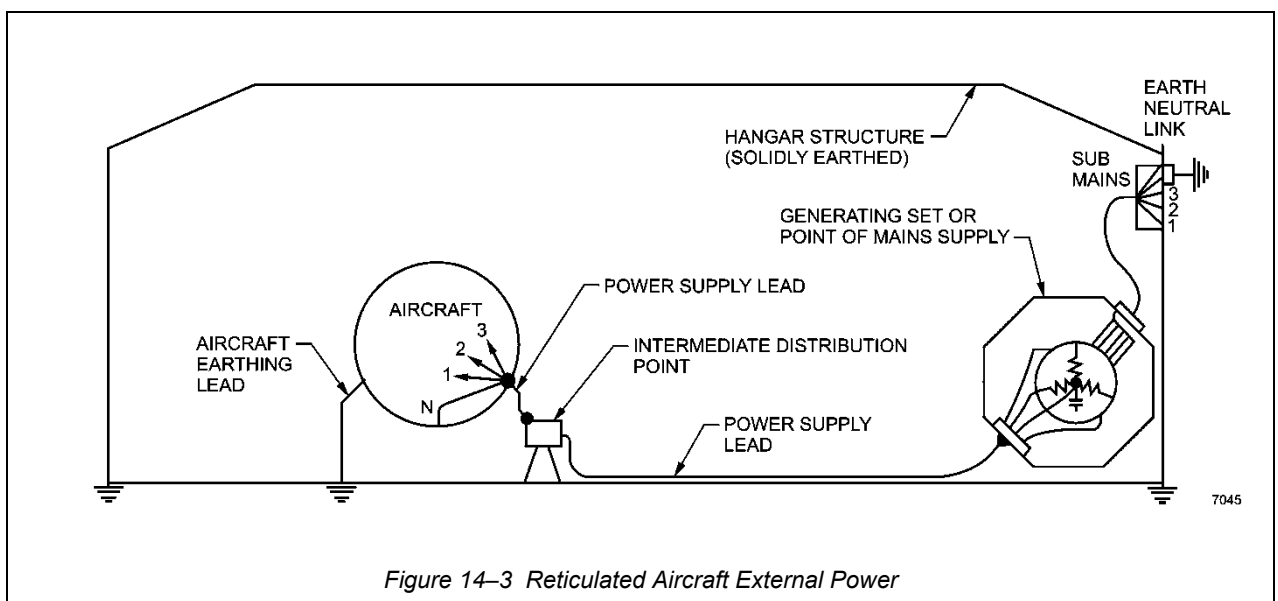 EARTH
NEUTRAL
LINK
HANGAR STRUCTURE
(SOLIDLY EARTHED)
SUB
MAINS
3
2
1
GENERATING SET OR
POINT OF MAINS SUPPLY
POWER SUPPLY LEAD
AIRCRAFT
3
2
1
N
AIRCRAFT
EARTHING
LEAD
INTERMEDIATE DISTRIBUTION
POINT
POWER SUPPLY
LEAD
7045
Figure 14–3 Reticulated Aircraft External Power